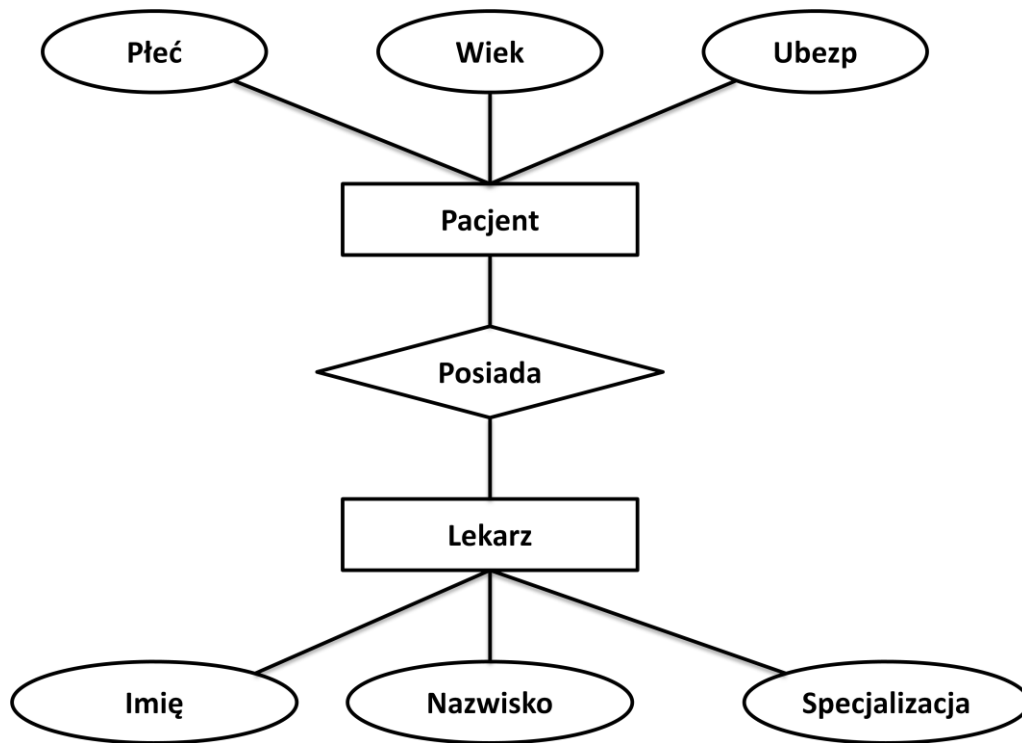 Płeć
Wiek
Ubezp
Pacjent
Posiada
Lekarz
Imię
Nazwisko
Specjalizacja